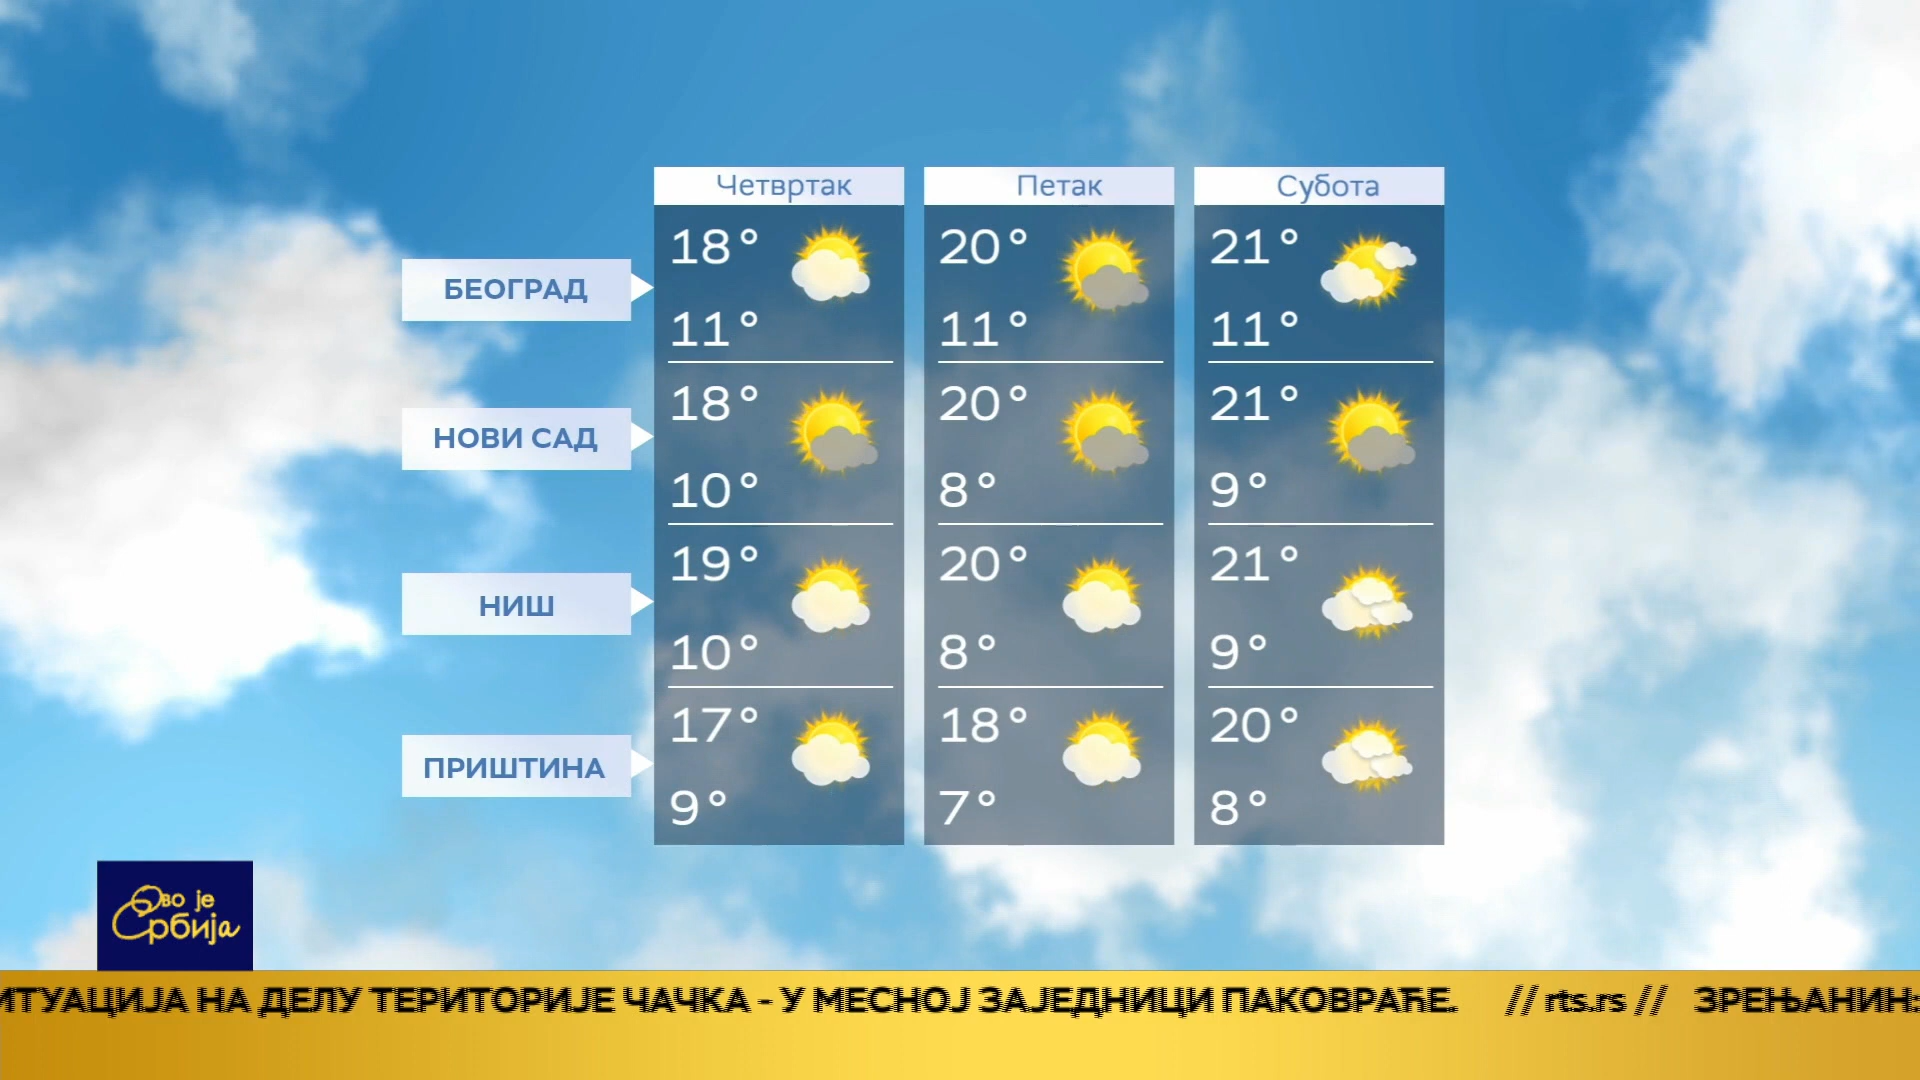 Четвртак Петак Субота
БЕОГРАД
18° 20° 21°
11° 11° 11°
НОВИ САД
18° 20° 21°
10° 8° 9°
НИШ
19° 20° 21°
10° 8° 9°
ПРИШТИНА
17° 18° 20°
9° 7° 8°
Ово је
Србија
ИТУАЦИЈА НА ДЕЛУ ТЕРИТОРИЈЕ ЧАЧКА - У МЕСНОЈ ЗАЈЕДНИЦИ ПАКОВРАЋЕ. // rts.rs // ЗРЕЊАНИН: